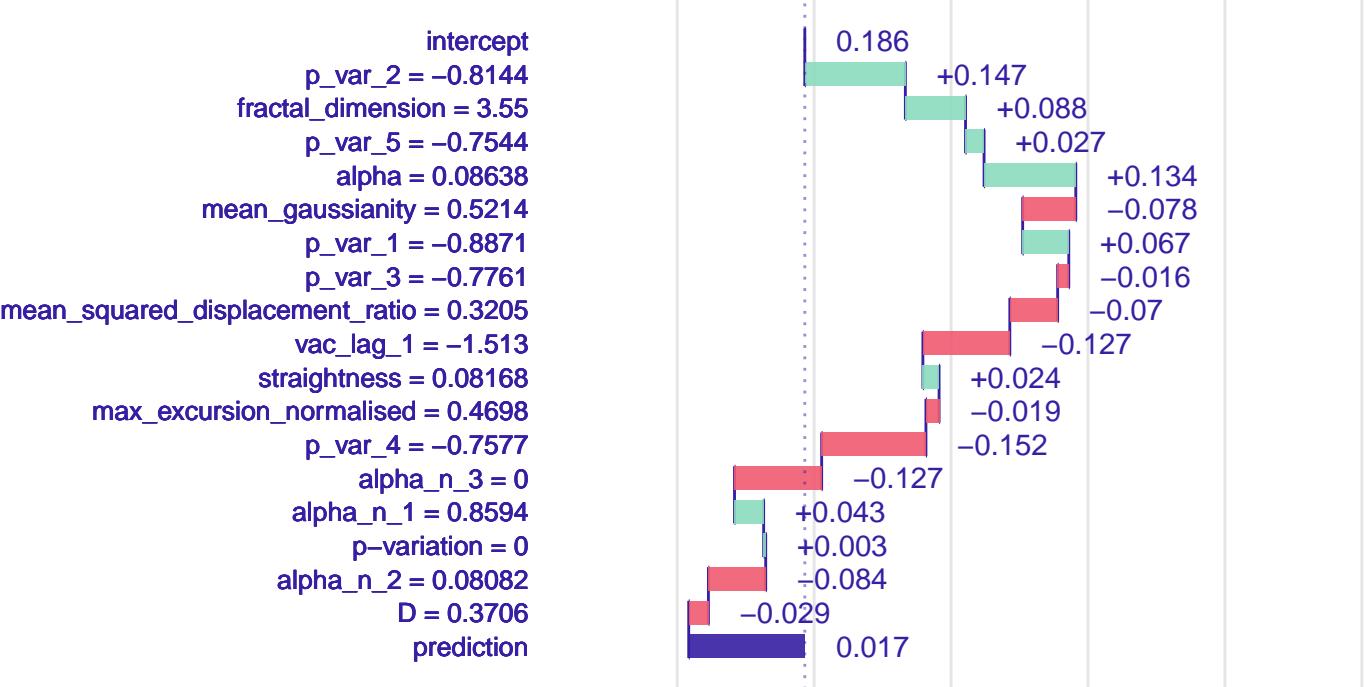 intercept 0.186
p_var_2 = −0.8144 +0.147
fractal_dimension = 3.55 +0.088
p_var_5 = −0.7544 +0.027
alpha = 0.08638 +0.134
mean_gaussianity = 0.5214 −0.078
p_var_1 = −0.8871 +0.067
p_var_3 = −0.7761 −0.016
mean_squared_displacement_ratio = 0.3205 −0.07
vac_lag_1 = −1.513 −0.127
straightness = 0.08168 +0.024
max_excursion_normalised = 0.4698 −0.019
p_var_4 = −0.7577 −0.152
alpha_n_3 = 0 −0.127
alpha_n_1 = 0.8594 +0.043
p−variation = 0 +0.003
alpha_n_2 = 0.08082 −0.084
D = 0.3706 −0.029
prediction 0.017